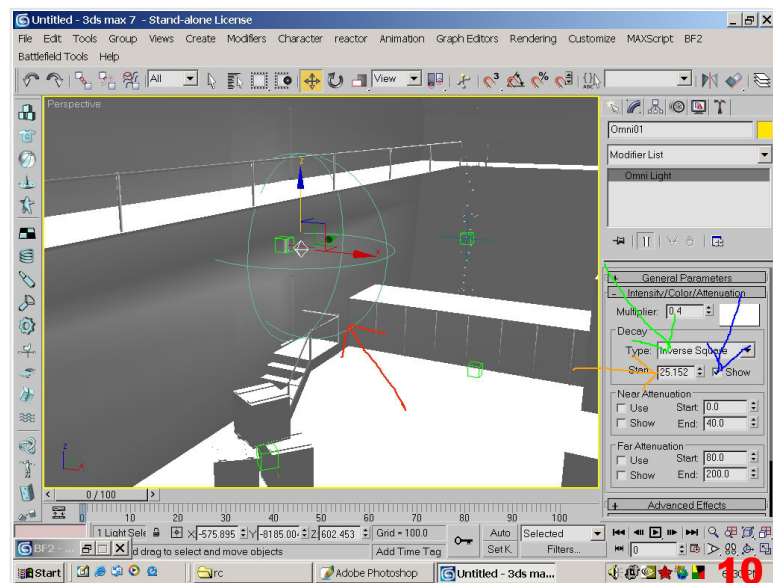 Untitled - 3ds max 7 - Stand-alone License
File Edit Tools Group Views Create Modifiers Character reactor Animation Graph Editors Rendering Customize MAXScript BF2
Battlefield Tools Help
All
View
Perspective
z
x
Omni01
Modifier List
Omni Light
+ General Parameters
- Intensity/Color/Attenuation
Multiplier: 0.4
Decay
Type: Inverse Square
Start: 25.152 Show
Near Attenuation
Use Start: 0.0
Show End: 40.0
Far Attenuation
Use Start: 80.0
Show End: 200.0
+ Advanced Effects
z
x
0 / 100
0 10 20 30 40 50 60 70 80 90 100
1 Light Sele X -575.895 Y -8185.00 Z 602.453 Grid = 100.0 Auto Selected
BF2 - ... d drag to select and move objects Add Time Tag Set K. Filters... 0
Start rc Adobe Photoshop Untitled - 3ds ma...
10